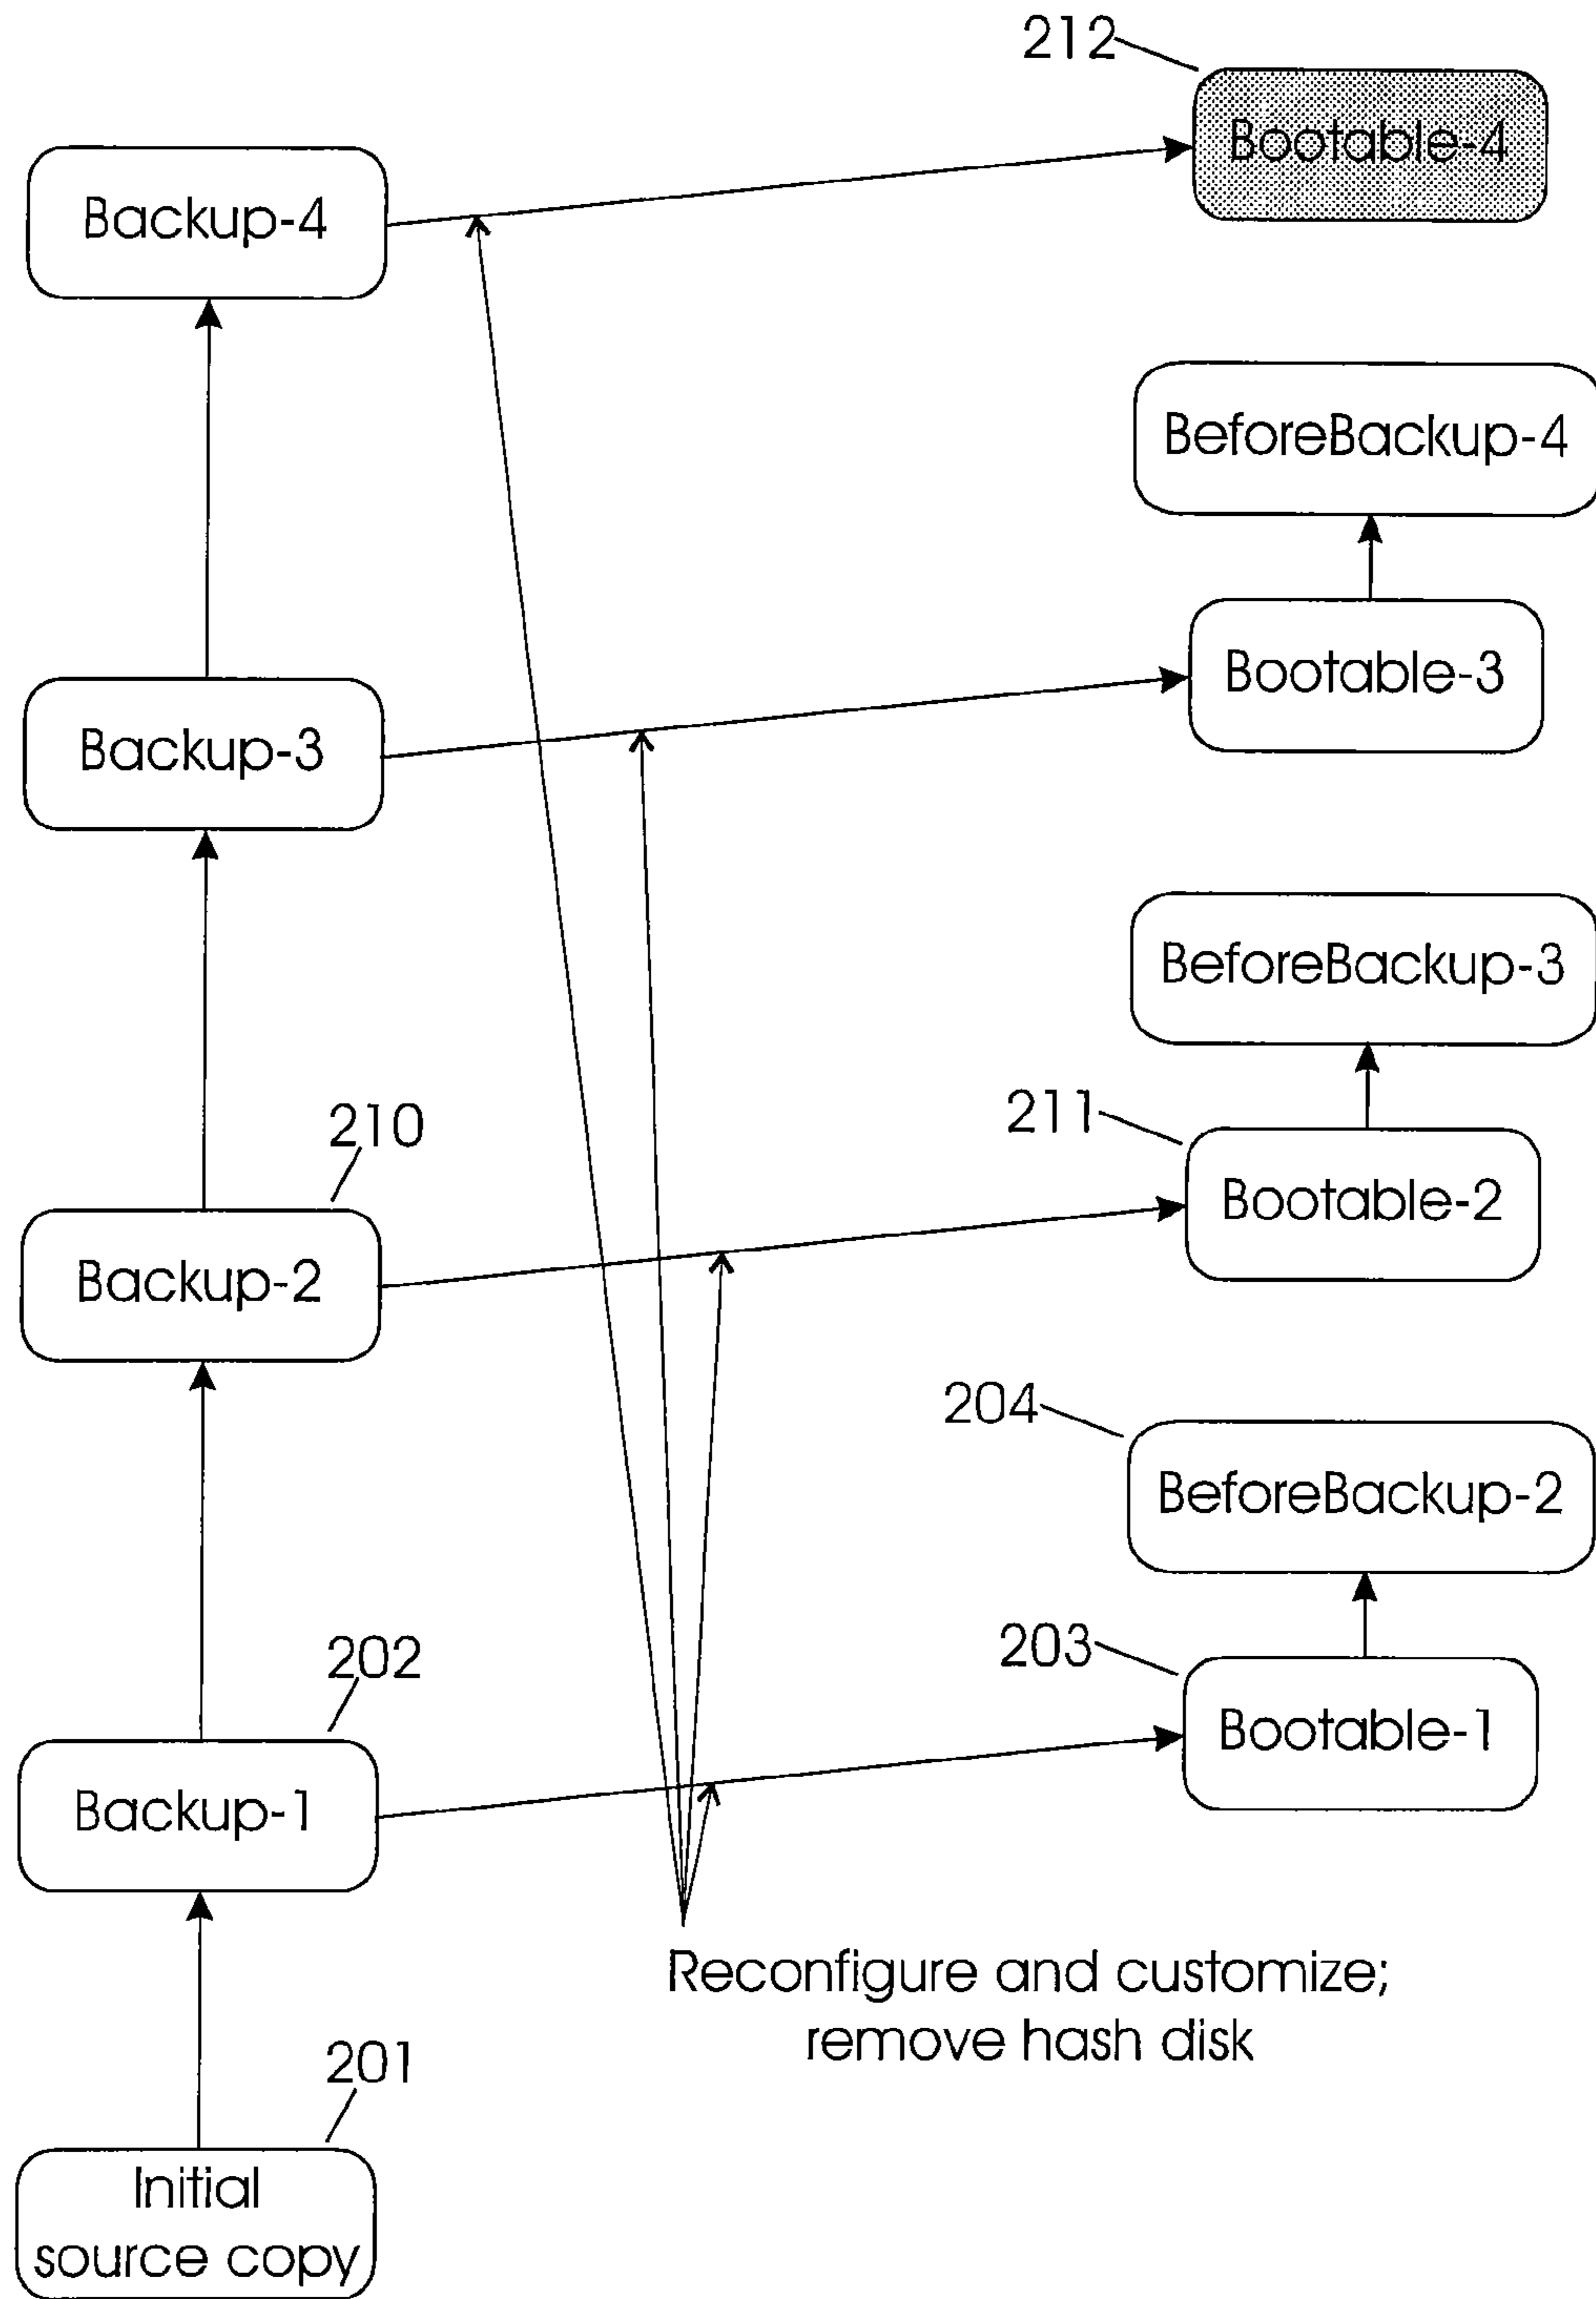 212
Bootable-4
Backup-4
BeforeBackup-4
Bootable-3
Backup-3
BeforeBackup-3
211
210
Bootable-2
Backup-2
204
BeforeBackup-2
203
202
Bootable-1
Backup-1
Reconfigure and customize;
remove hash disk
201
Initial
source copy